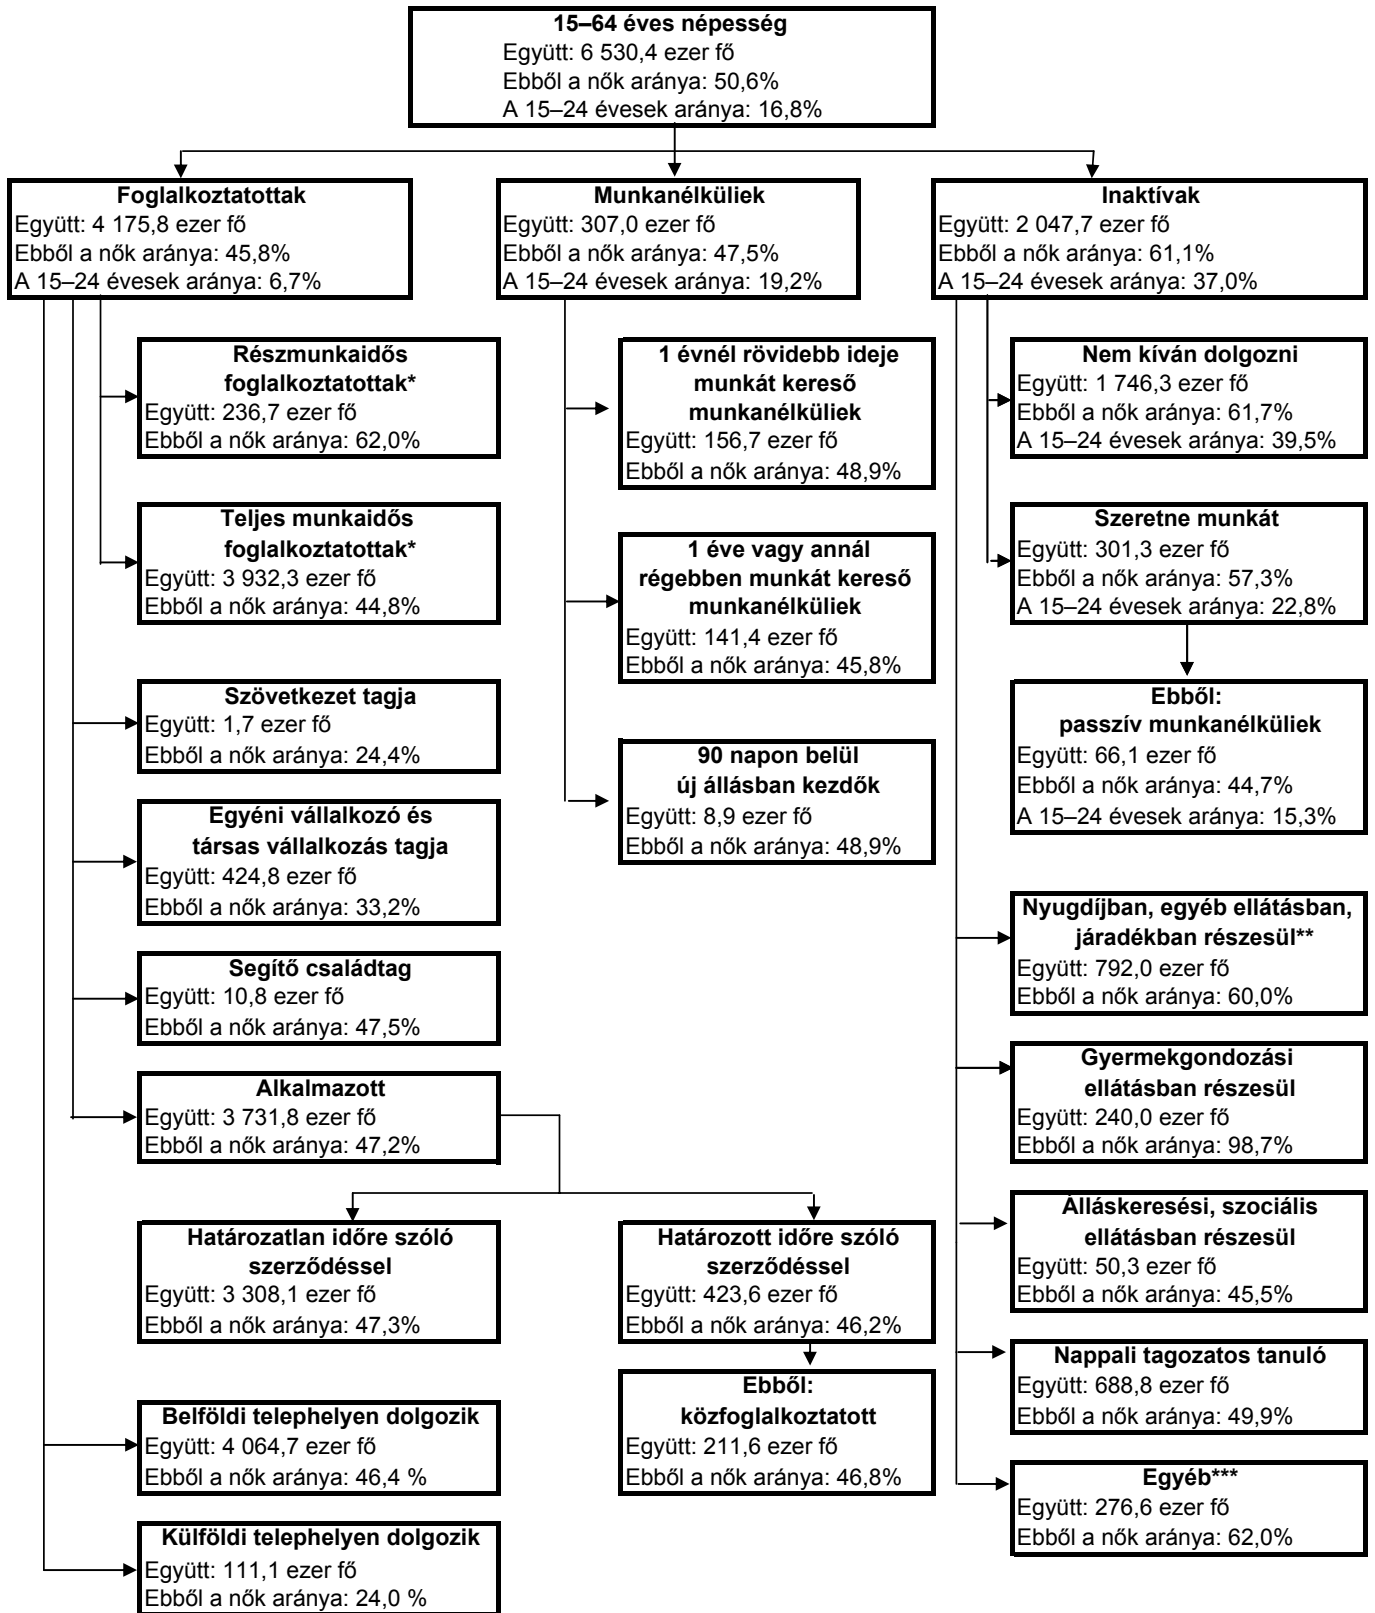 15–64 éves népesség
Együtt: 6 530,4 ezer fő
Ebből a nők aránya: 50,6%
A 15–24 évesek aránya: 16,8%
Foglalkoztatottak
Együtt: 4 175,8 ezer fő
Ebből a nők aránya: 45,8%
A 15–24 évesek aránya: 6,7%
Munkanélküliek
Együtt: 307,0 ezer fő
Ebből a nők aránya: 47,5%
A 15–24 évesek aránya: 19,2%
Inaktívak
Együtt: 2 047,7 ezer fő
Ebből a nők aránya: 61,1%
A 15–24 évesek aránya: 37,0%
Részmunkaidős
foglalkoztatottak*
Együtt: 236,7 ezer fő
Ebből a nők aránya: 62,0%
Teljes munkaidős
foglalkoztatottak*
Együtt: 3 932,3 ezer fő
Ebből a nők aránya: 44,8%
Szövetkezet tagja
Együtt: 1,7 ezer fő
Ebből a nők aránya: 24,4%
Egyéni vállalkozó és
társas vállalkozás tagja
Együtt: 424,8 ezer fő
Ebből a nők aránya: 33,2%
Segítő családtag
Együtt: 10,8 ezer fő
Ebből a nők aránya: 47,5%
Alkalmazott
Együtt: 3 731,8 ezer fő
Ebből a nők aránya: 47,2%
Határozatlan időre szóló
szerződéssel
Együtt: 3 308,1 ezer fő
Ebből a nők aránya: 47,3%
Belföldi telephelyen dolgozik
Együtt: 4 064,7 ezer fő
Ebből a nők aránya: 46,4 %
Külföldi telephelyen dolgozik
Együtt: 111,1 ezer fő
Ebből a nők aránya: 24,0 %
1 évnél rövidebb ideje
munkát kereső
munkanélküliek
Együtt: 156,7 ezer fő
Ebből a nők aránya: 48,9%
1 éve vagy annál
régebben munkát kereső
munkanélküliek
Együtt: 141,4 ezer fő
Ebből a nők aránya: 45,8%
90 napon belül
új állásban kezdők
Együtt: 8,9 ezer fő
Ebből a nők aránya: 48,9%
Határozott időre szóló
szerződéssel
Együtt: 423,6 ezer fő
Ebből a nők aránya: 46,2%
Ebből:
közfoglalkoztatott
Együtt: 211,6 ezer fő
Ebből a nők aránya: 46,8%
Nem kíván dolgozni
Együtt: 1 746,3 ezer fő
Ebből a nők aránya: 61,7%
A 15–24 évesek aránya: 39,5%
Szeretne munkát
Együtt: 301,3 ezer fő
Ebből a nők aránya: 57,3%
A 15–24 évesek aránya: 22,8%
Ebből:
passzív munkanélküliek
Együtt: 66,1 ezer fő
Ebből a nők aránya: 44,7%
A 15–24 évesek aránya: 15,3%
Nyugdíjban, egyéb ellátásban,
járadékban részesül**
Együtt: 792,0 ezer fő
Ebből a nők aránya: 60,0%
Gyermekgondozási
ellátásban részesül
Együtt: 240,0 ezer fő
Ebből a nők aránya: 98,7%
Álláskeresési, szociális
ellátásban részesül
Együtt: 50,3 ezer fő
Ebből a nők aránya: 45,5%
Nappali tagozatos tanuló
Együtt: 688,8 ezer fő
Ebből a nők aránya: 49,9%
Egyéb***
Együtt: 276,6 ezer fő
Ebből a nők aránya: 62,0%